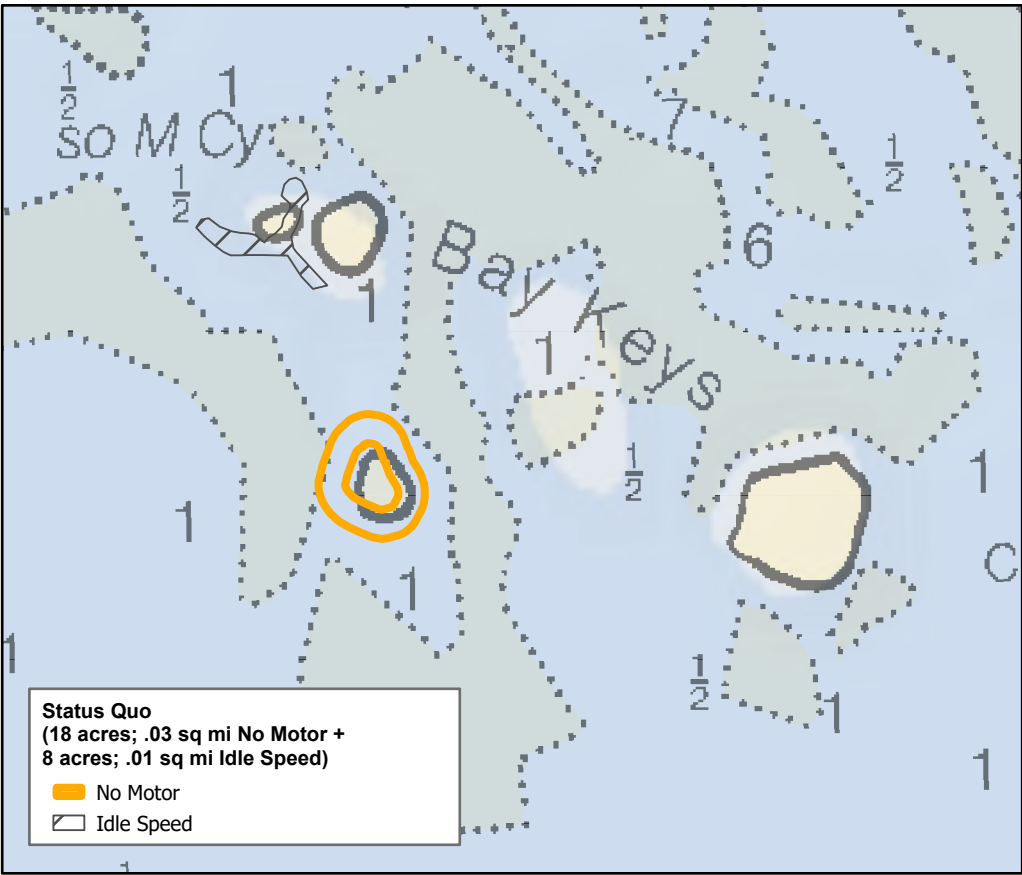 1/2
1
so M Cy
7
1/2
1/2
6
Bay Keys
1
1
1/2
1
1
C
1
1
1/2
1
1
Status Quo
(18 acres; .03 sq mi No Motor +
8 acres; .01 sq mi Idle Speed)
No Motor
Idle Speed
1